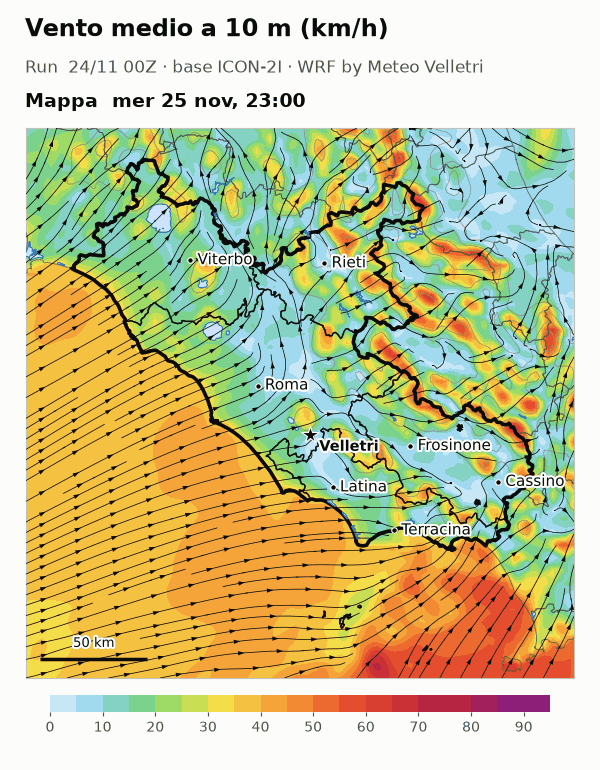 Vento medio a 10 m (km/h)
Run  24/11 00Z · base ICON-2I · WRF by Meteo Velletri
Mappa  mer 25 nov, 23:00
Viterbo
Rieti
Roma
Velletri
Frosinone
Cassino
Latina
Terracina
50 km
0 10 20 30 40 50 60 70 80 90